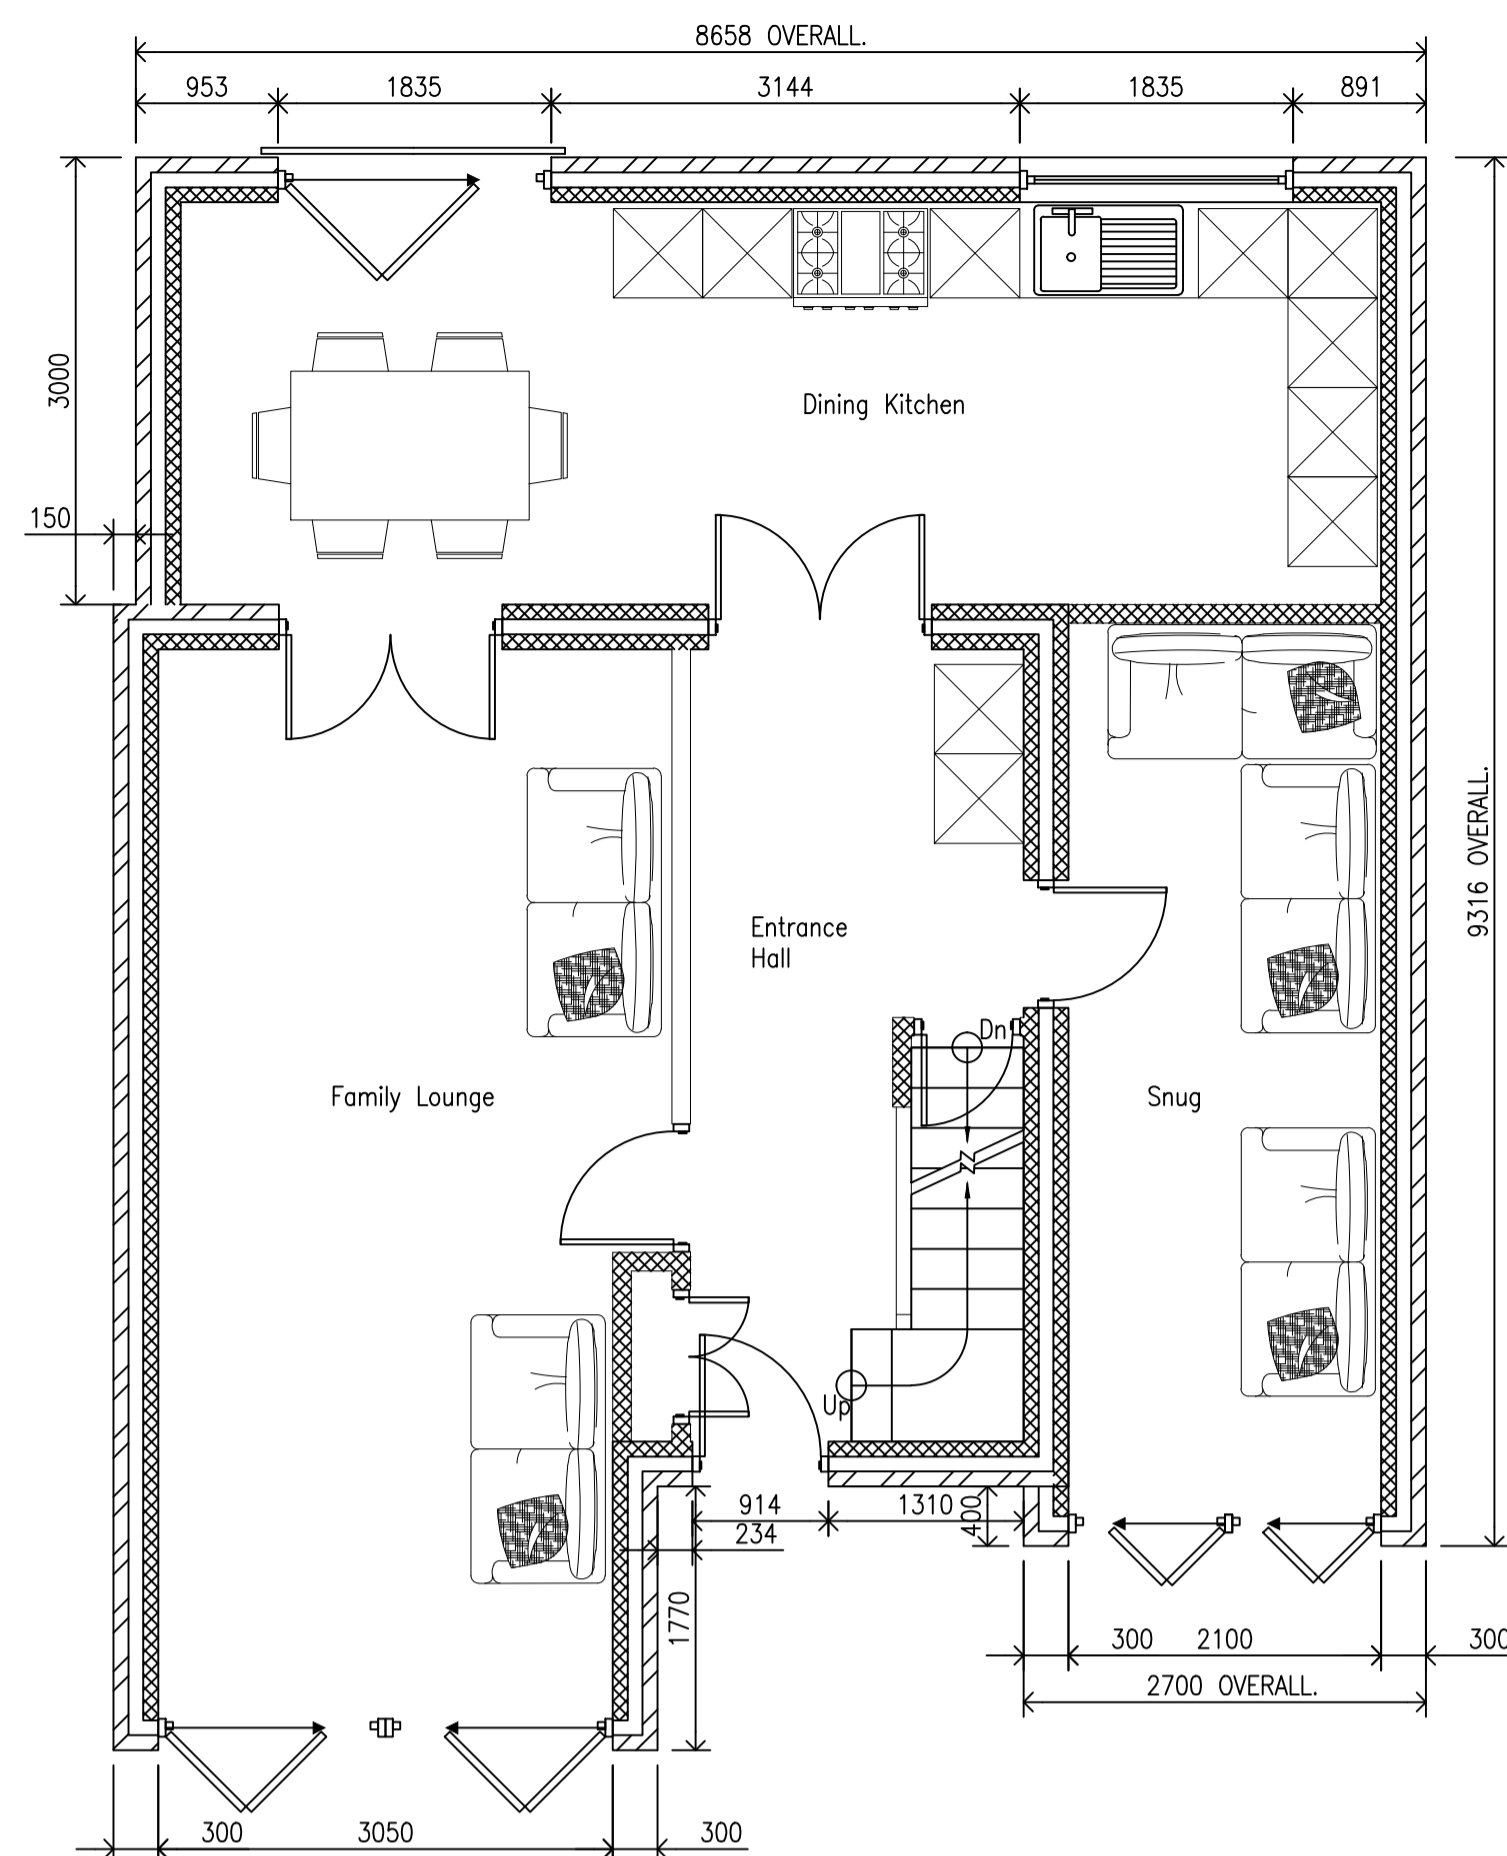 8658 OVERALL.
953
1835
3144
1835
891
3000
Dining Kitchen
150
9316 OVERALL.
Entrance
Hall
Dn
Family Lounge
Snug
Up
914
1310
400
234
1770
300
2100
300
2700 OVERALL.
300
3050
300